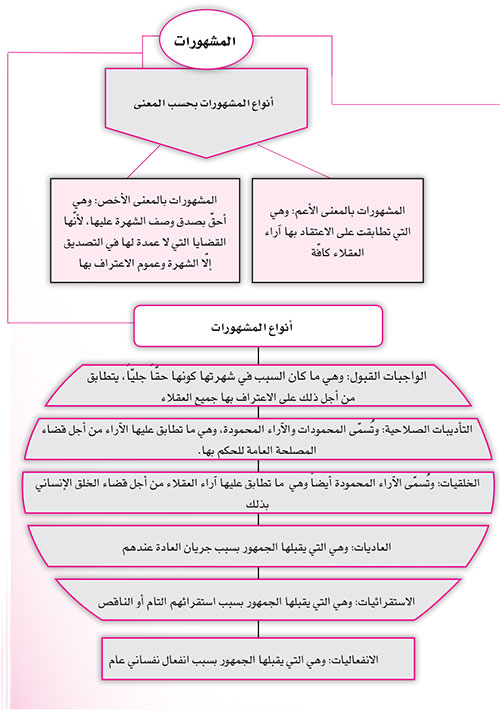 المشهورات
أنواع المشهورات بحسب المعنى
المشهورات بالمعنى الأعم: وهي
التي تطابقت على الاعتقاد بها آراء
العقلاء كافّة
المشهورات بالمعنى الأخص: وهي
أحقّ بصدق وصف الشهرة عليها، لأنّها
القضايا التي لا عمدة لها في التصديق
إلّا الشهرة وعموم الاعتراف بها
أنواع المشهورات
الواجبات القبول: وهي ما كان السبب في شهرتها كونها حقّاً جليّاً، يتطابق
من أجل ذلك على الاعتراف بها جميع العقلاء
التأديبات الصلاحية: وتُسمّى المحمودات والآراء المحمودة، وهي ما تطابق عليها الآراء من أجل قضاء
المصلحة العامة للحكم بها.
الخلقيات: وتُسمّى الآراء المحمودة أيضاً وهي ما تطابق عليها آراء العقلاء من أجل قضاء الخلق الإنساني
بذلك
العاديات: وهي التي يقبلها الجمهور بسبب جريان العادة عندهم
الاستقرائيات: وهي التي يقبلها الجمهور بسبب استقرائهم التام أو الناقص
الانفعاليات: وهي التي يقبلها الجمهور بسبب انفعال نفساني عام